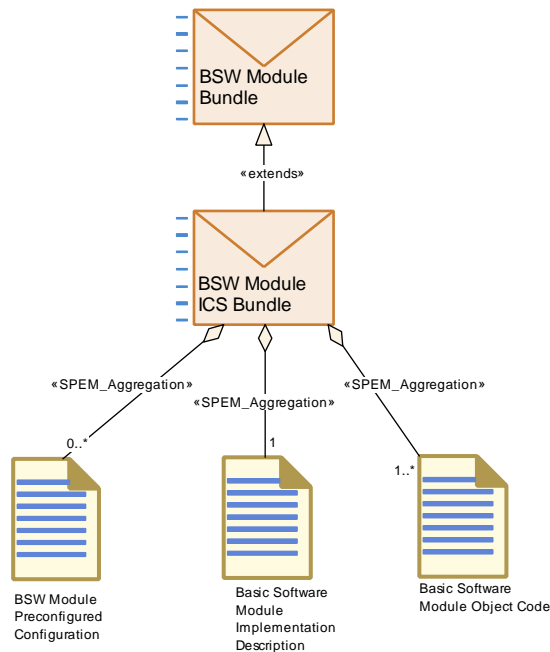 BSW Module
Bundle
«extends»
BSW Module
ICS Bundle
«SPEM_Aggregation»
«SPEM_Aggregation»
«SPEM_Aggregation»
0..*
1
1..*
BSW Module
Preconfigured
Configuration
Basic Software
Module
Implementation
Description
Basic Software
Module Object Code